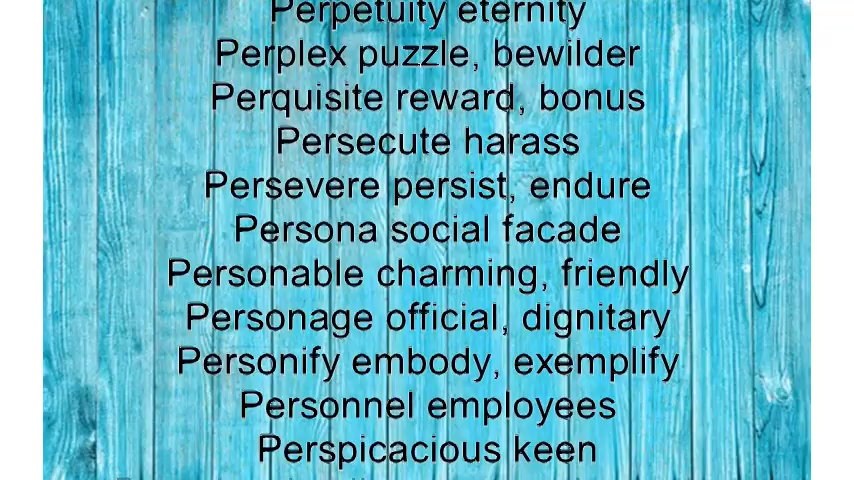 Perpetuity eternity
Perplex puzzle, bewilder
Perquisite reward, bonus
Persecute harass
Persevere persist, endure
Persona social facade
Personable charming, friendly
Personage official, dignitary
Personify embody, exemplify
Personnel employees
Perspicacious keen